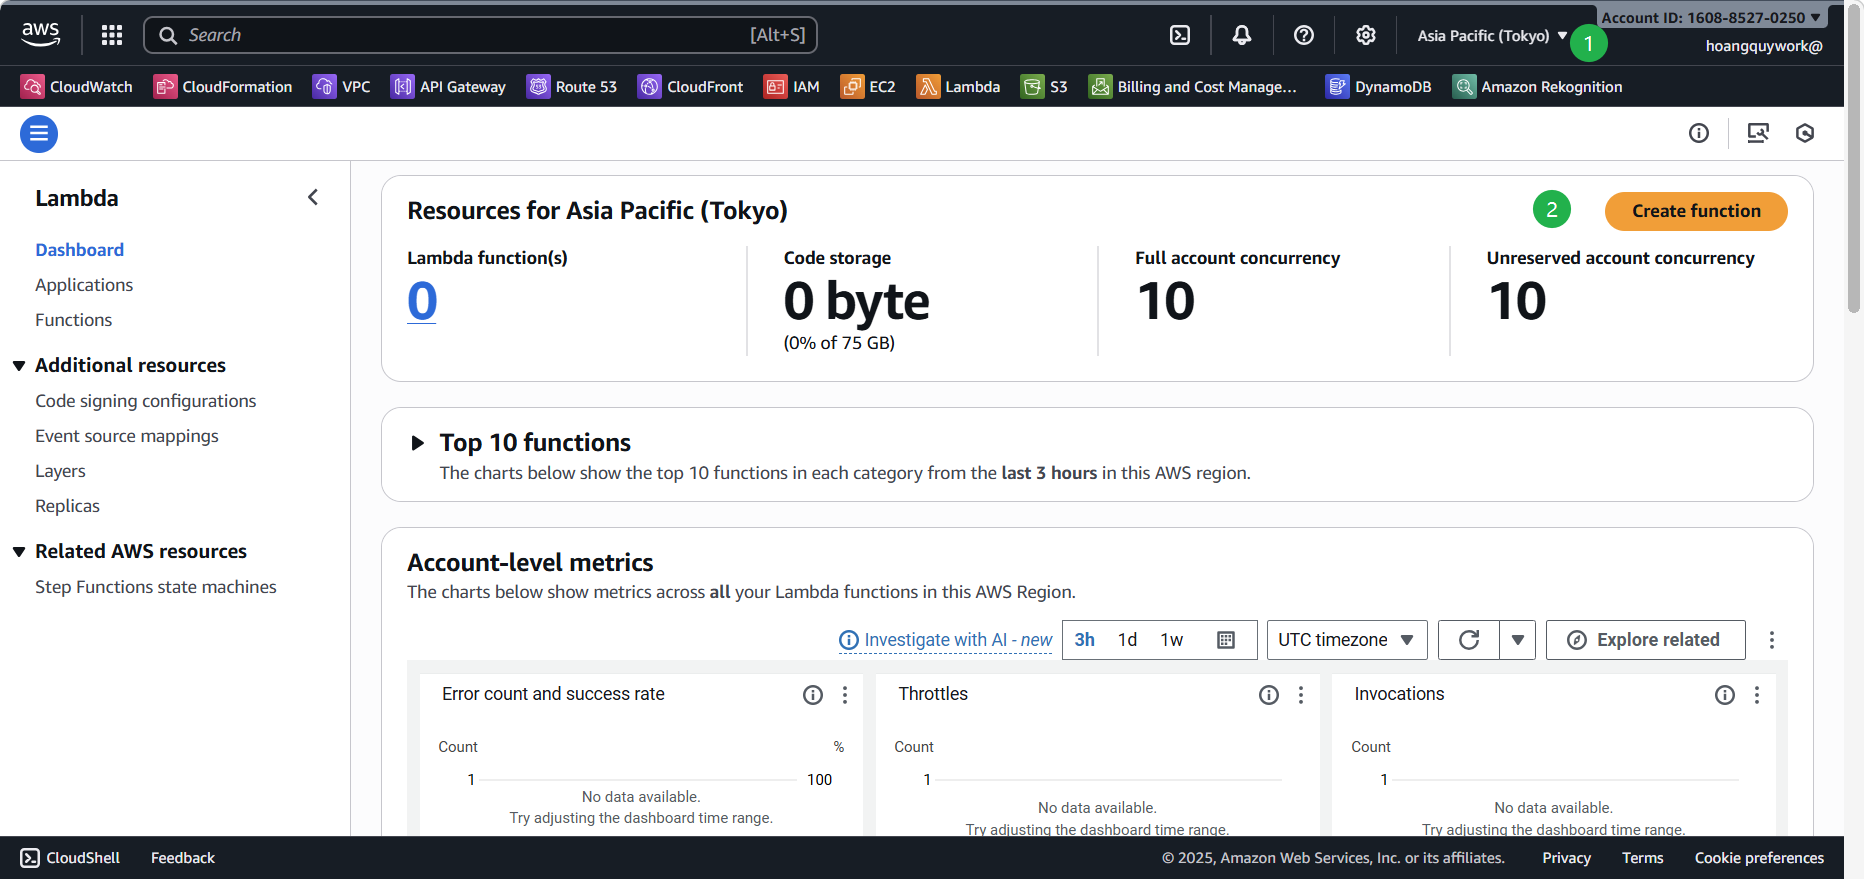 aws
Search [Alt+S]
Asia Pacific (Tokyo) 1
Account ID: 1608-8527-0250
hoangquywork@
CloudWatch CloudFormation VPC API Gateway Route 53 CloudFront IAM EC2 Lambda S3 Billing and Cost Manage... DynamoDB Amazon Rekognition
Lambda
Dashboard
Applications
Functions
Additional resources
Code signing configurations
Event source mappings
Layers
Replicas
Related AWS resources
Step Functions state machines
Resources for Asia Pacific (Tokyo)
2
Create function
Lambda function(s)
0
Code storage
0 byte
(0% of 75 GB)
Full account concurrency
10
Unreserved account concurrency
10
Top 10 functions
The charts below show the top 10 functions in each category from the last 3 hours in this AWS region.
Account-level metrics
The charts below show metrics across all your Lambda functions in this AWS Region.
Investigate with AI - new 3h 1d 1w UTC timezone Explore related
Error count and success rate
Count %
1 100
No data available.
Try adjusting the dashboard time range.
Throttles
Count
1
No data available.
Try adjusting the dashboard time range.
Invocations
Count
1
No data available.
Try adjusting the dashboard time range.
CloudShell Feedback © 2025, Amazon Web Services, Inc. or its affiliates. Privacy Terms Cookie preferences